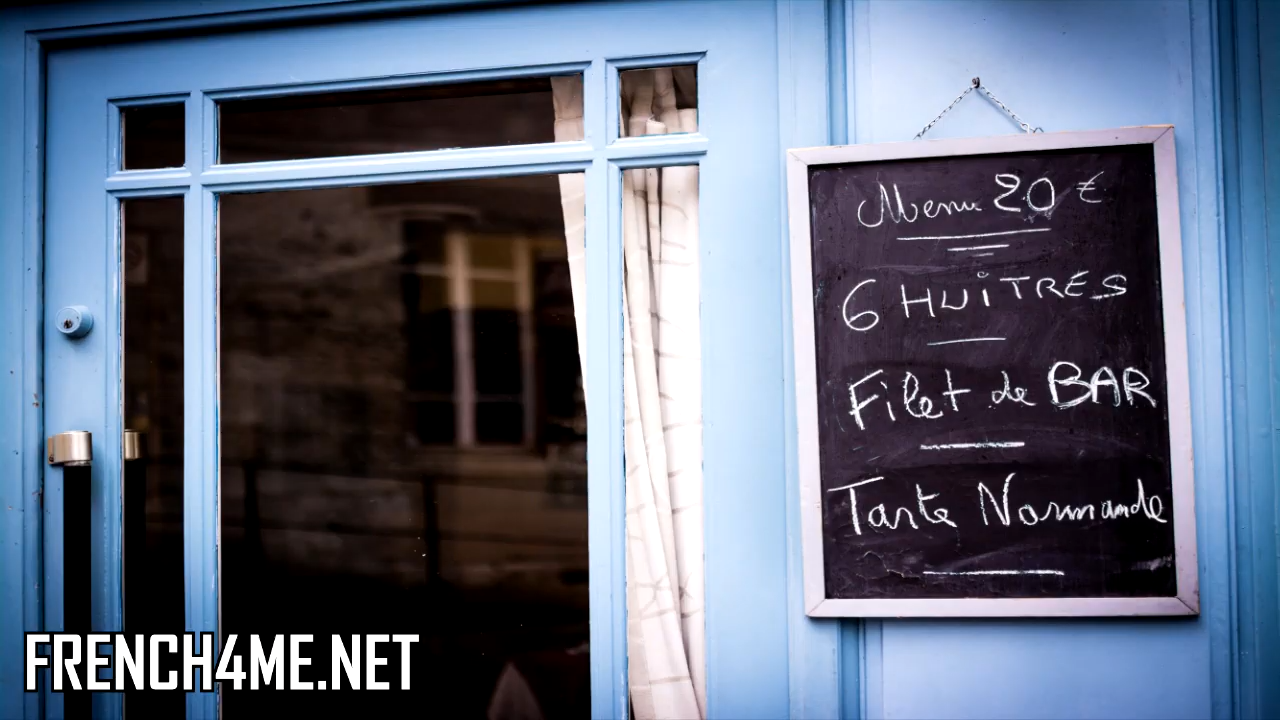 Menu 20 €
6 HUiTRES
Filet de BAR
Tarte Normande
FRENCH4ME.NET